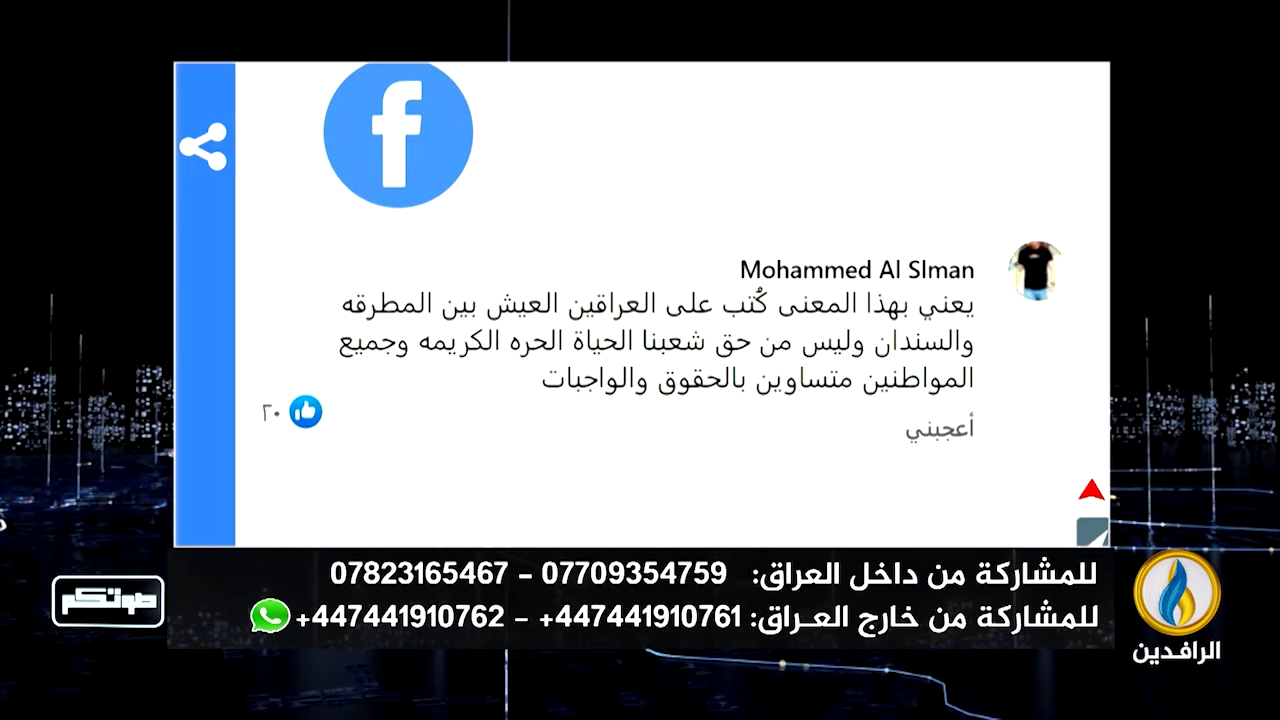 Mohammed Al Slman
يعني بهذا المعنى كُتب على العراقين العيش بين المطرقه
والسندان وليس من حق شعبنا الحياة الحره الكريمه وجميع
المواطنين متساوين بالحقوق والواجبات
أعجبني
٢٠
للمشاركة من داخل العراق: 07709354759 - 07823165467
للمشاركة من خارج العـراق: 447441910761+ - 447441910762+
صوتكم
الرافدين